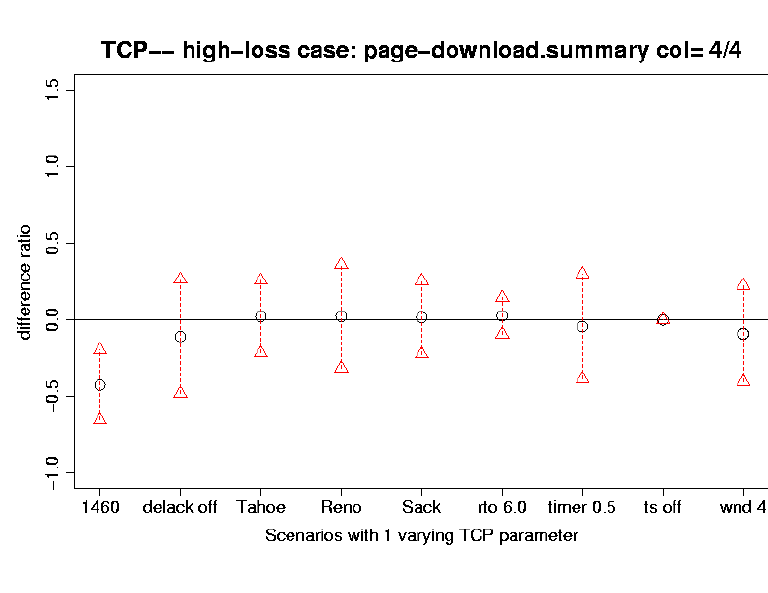 TCP−− high−loss case: page−download.summary col= 4/4
1.5
1.0
0.5
0.0
−0.5
−1.0
difference ratio
1460 delack off Tahoe Reno Sack rto 6.0 timer 0.5 ts off wnd 4
Scenarios with 1 varying TCP parameter